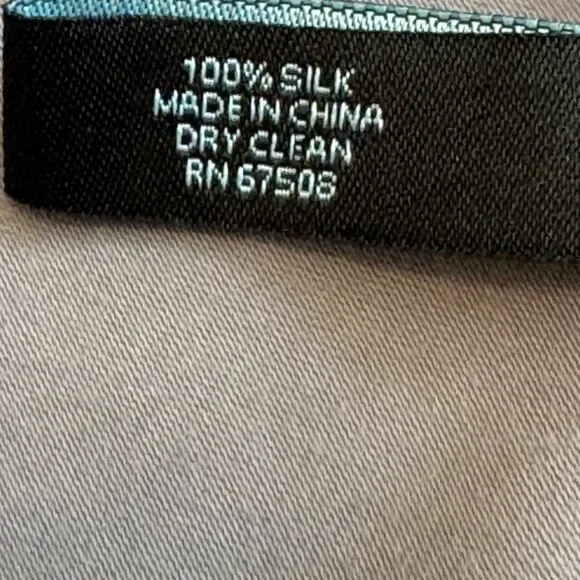 100% SILK
MADE IN CHINA
DRY CLEAN
RN 67508